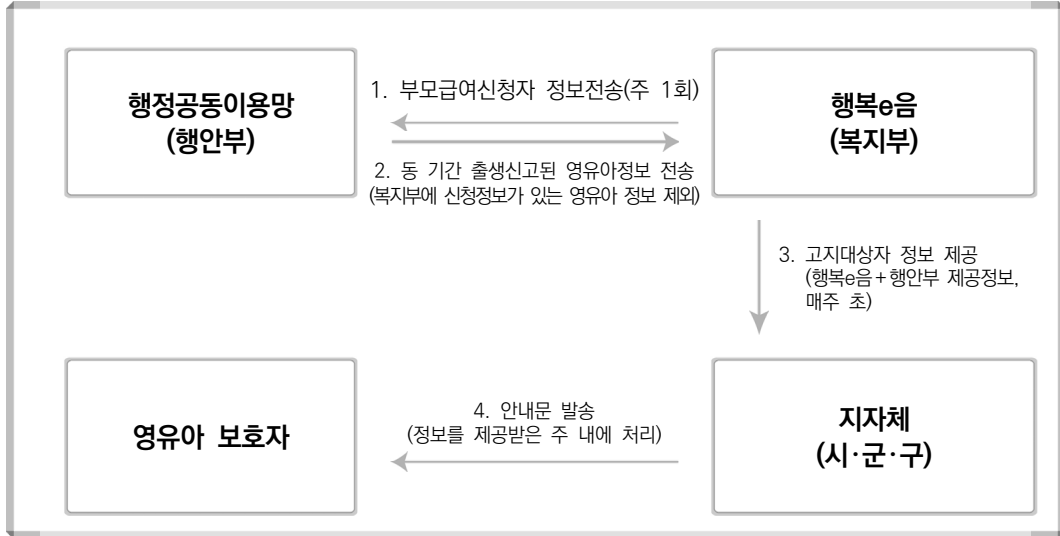 행정공동이용망
(행안부)
1. 부모급여신청자 정보전송(주 1회)
2. 동 기간 출생신고된 영유아정보 전송
(복지부에 신청정보가 있는 영유아 정보 제외)
행복e음
(복지부)
3. 고지대상자 정보 제공
(행복e음+행안부 제공정보,
매주 초)
영유아 보호자
4. 안내문 발송
(정보를 제공받은 주 내에 처리)
지자체
(시·군·구)